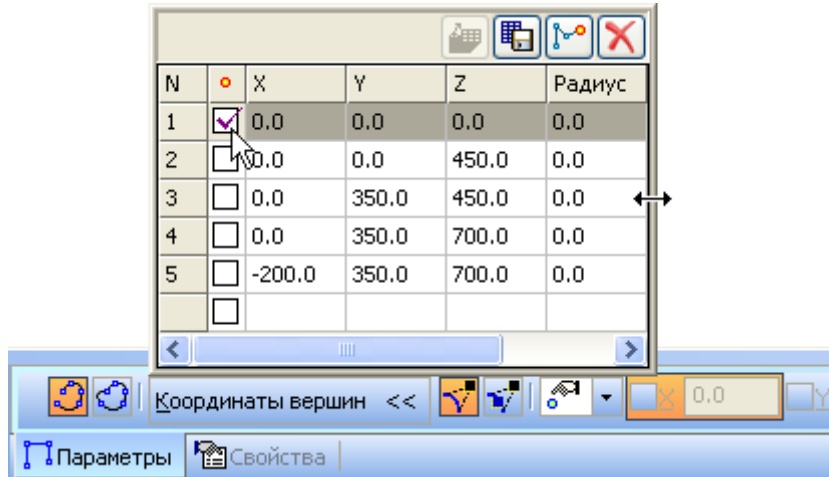 N X Y Z Радиус
1 0.0 0.0 0.0 0.0
2 0.0 0.0 450.0 0.0
3 0.0 350.0 450.0 0.0
4 0.0 350.0 700.0 0.0
5 -200.0 350.0 700.0 0.0
Координаты вершин << X 0.0 Y
Параметры Свойства